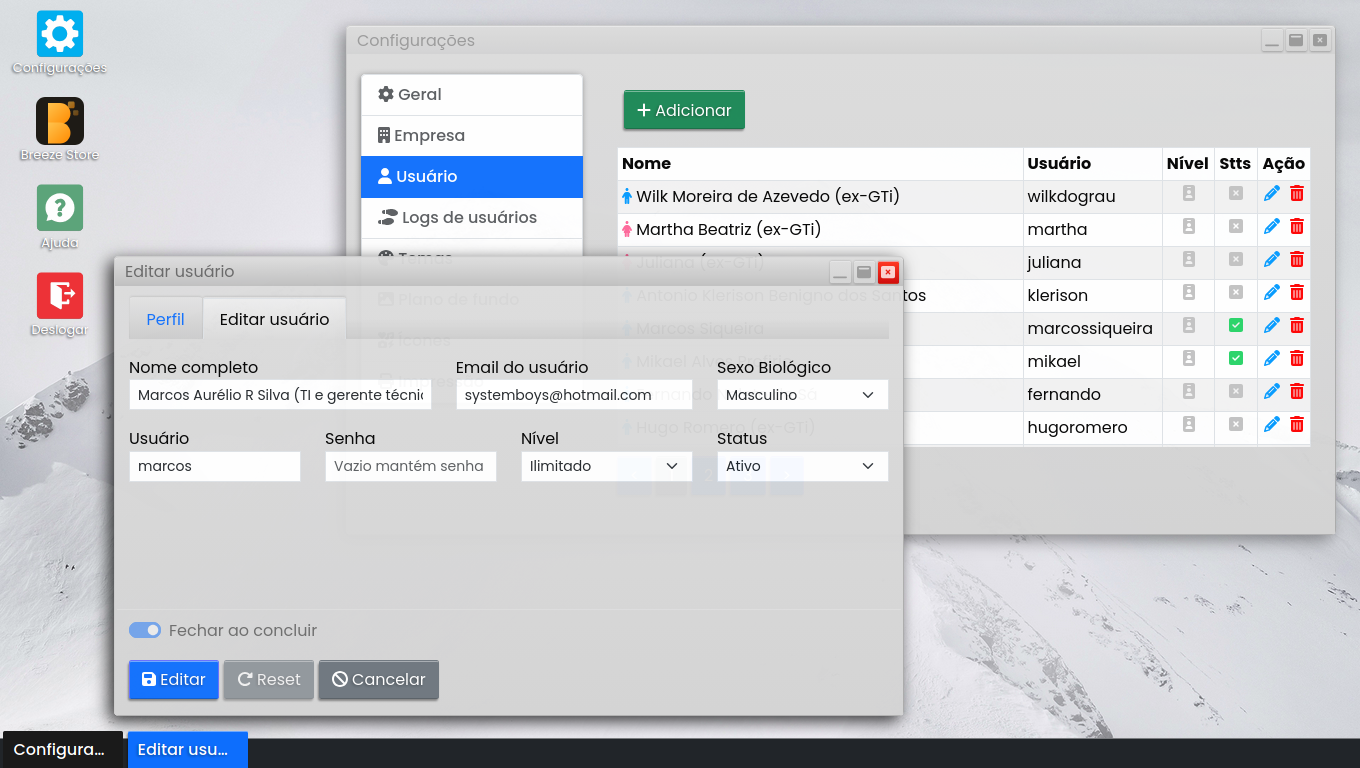 Configurações
Breeze Store
Ajuda
Deslogar
Configurações
Geral
Empresa
Usuário
Logs de usuários
Temas
Plano de fundo
Ícones
Adicionar
Nome Usuário Nível Stts Ação
Wilk Moreira de Azevedo (ex-GTi) wilkdograu
Martha Beatriz (ex-GTi) martha
Juliana (ex-GTi) juliana
Antonio Klerison Benigno dos Santos klerison
Marcos Siqueira marcossiqueira
Mikael Alves mikael
fernando
Hugo Romero (ex-GTi) hugoromero
Editar usuário
Perfil Editar usuário
Nome completo Email do usuário Sexo Biológico
Marcos Aurélio R Silva (TI e gerente técnic systemboys@hotmail.com Masculino
Usuário Senha Nível Status
marcos Vazio mantém senha Ilimitado Ativo
Fechar ao concluir
Editar Reset Cancelar
Configura... Editar usu...